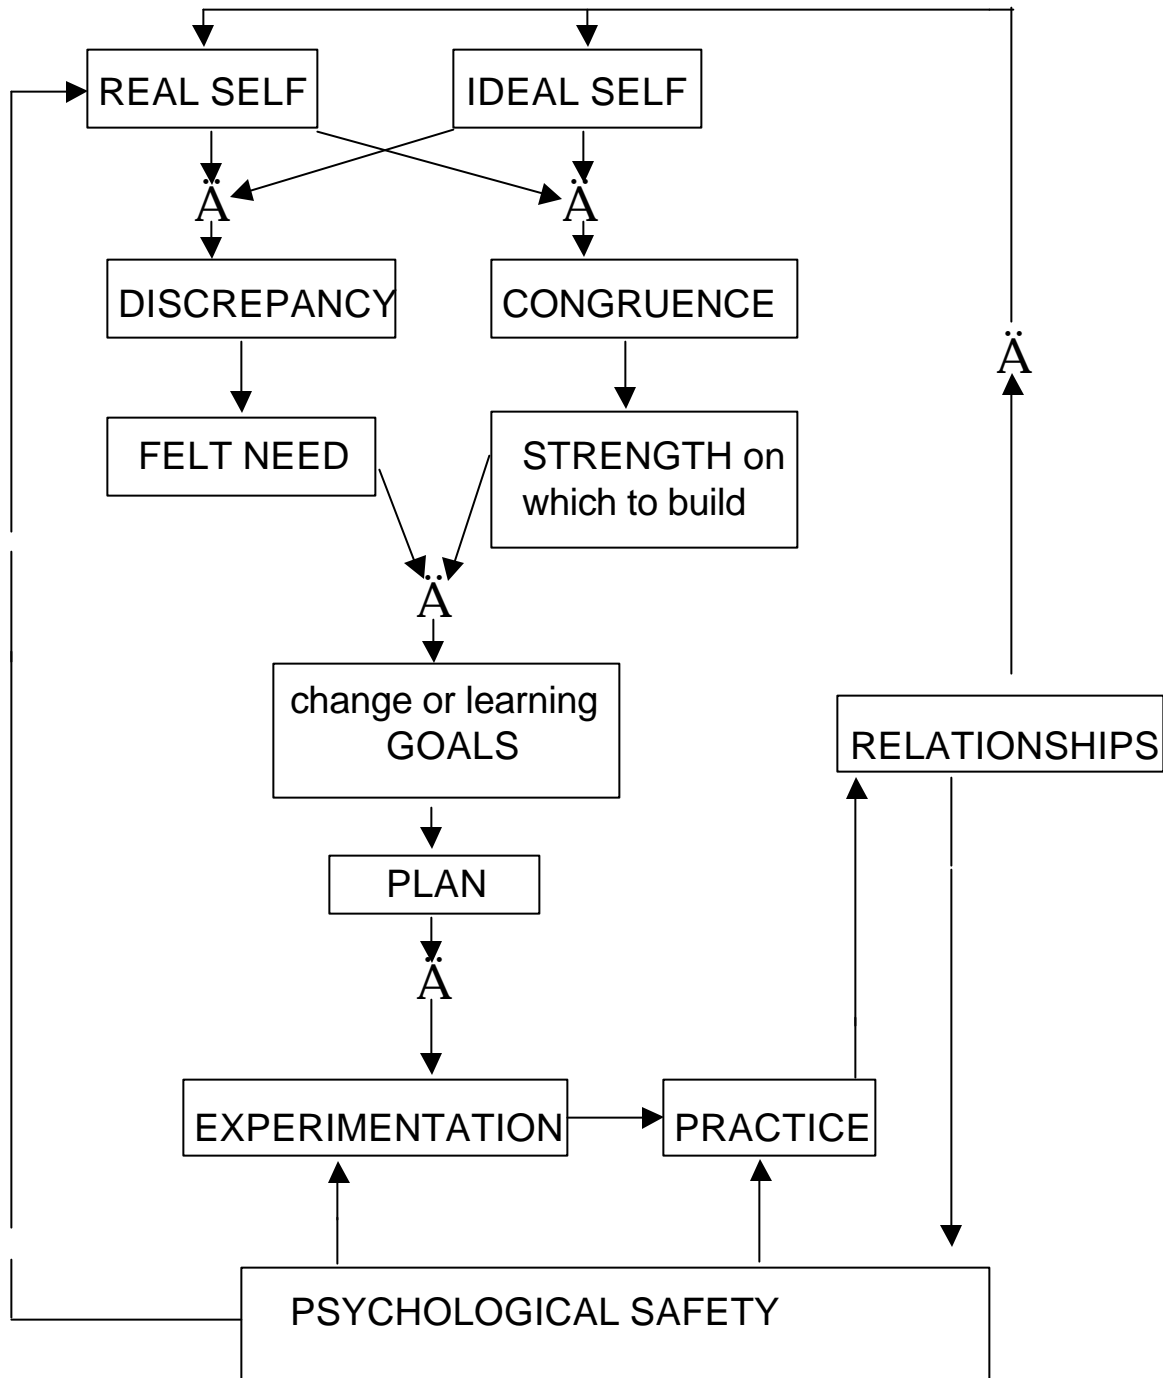 REAL SELF
IDEAL SELF
Ä
Ä
DISCREPANCY
CONGRUENCE
Ä
FELT NEED
STRENGTH on
which to build
Ä
change or learning
GOALS
RELATIONSHIPS
PLAN
Ä
EXPERIMENTATION
PRACTICE
PSYCHOLOGICAL SAFETY